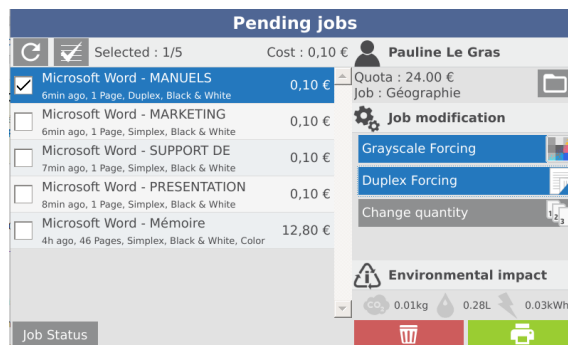 Pending jobs
Selected : 1/5
Cost : 0,10 €
Pauline Le Gras
Microsoft Word - MANUELS
0,10 €
6min ago, 1 Page, Duplex, Black & White
Microsoft Word - MARKETING
0,10 €
6min ago, 1 Page, Simplex, Black & White
Microsoft Word - SUPPORT DE
0,10 €
7min ago, 1 Page, Simplex, Black & White
Microsoft Word - PRESENTATION
0,10 €
8min ago, 1 Page, Simplex, Black & White
Microsoft Word - Mémoire
12,80 €
4h ago, 46 Pages, Simplex, Black & White, Color
Job Status
Quota : 24.00 €
Job : Géographie
Job modification
Grayscale Forcing
Duplex Forcing
Change quantity
1 2 3
Environmental impact
CO2
0.01kg
0.28L
0.03kWh